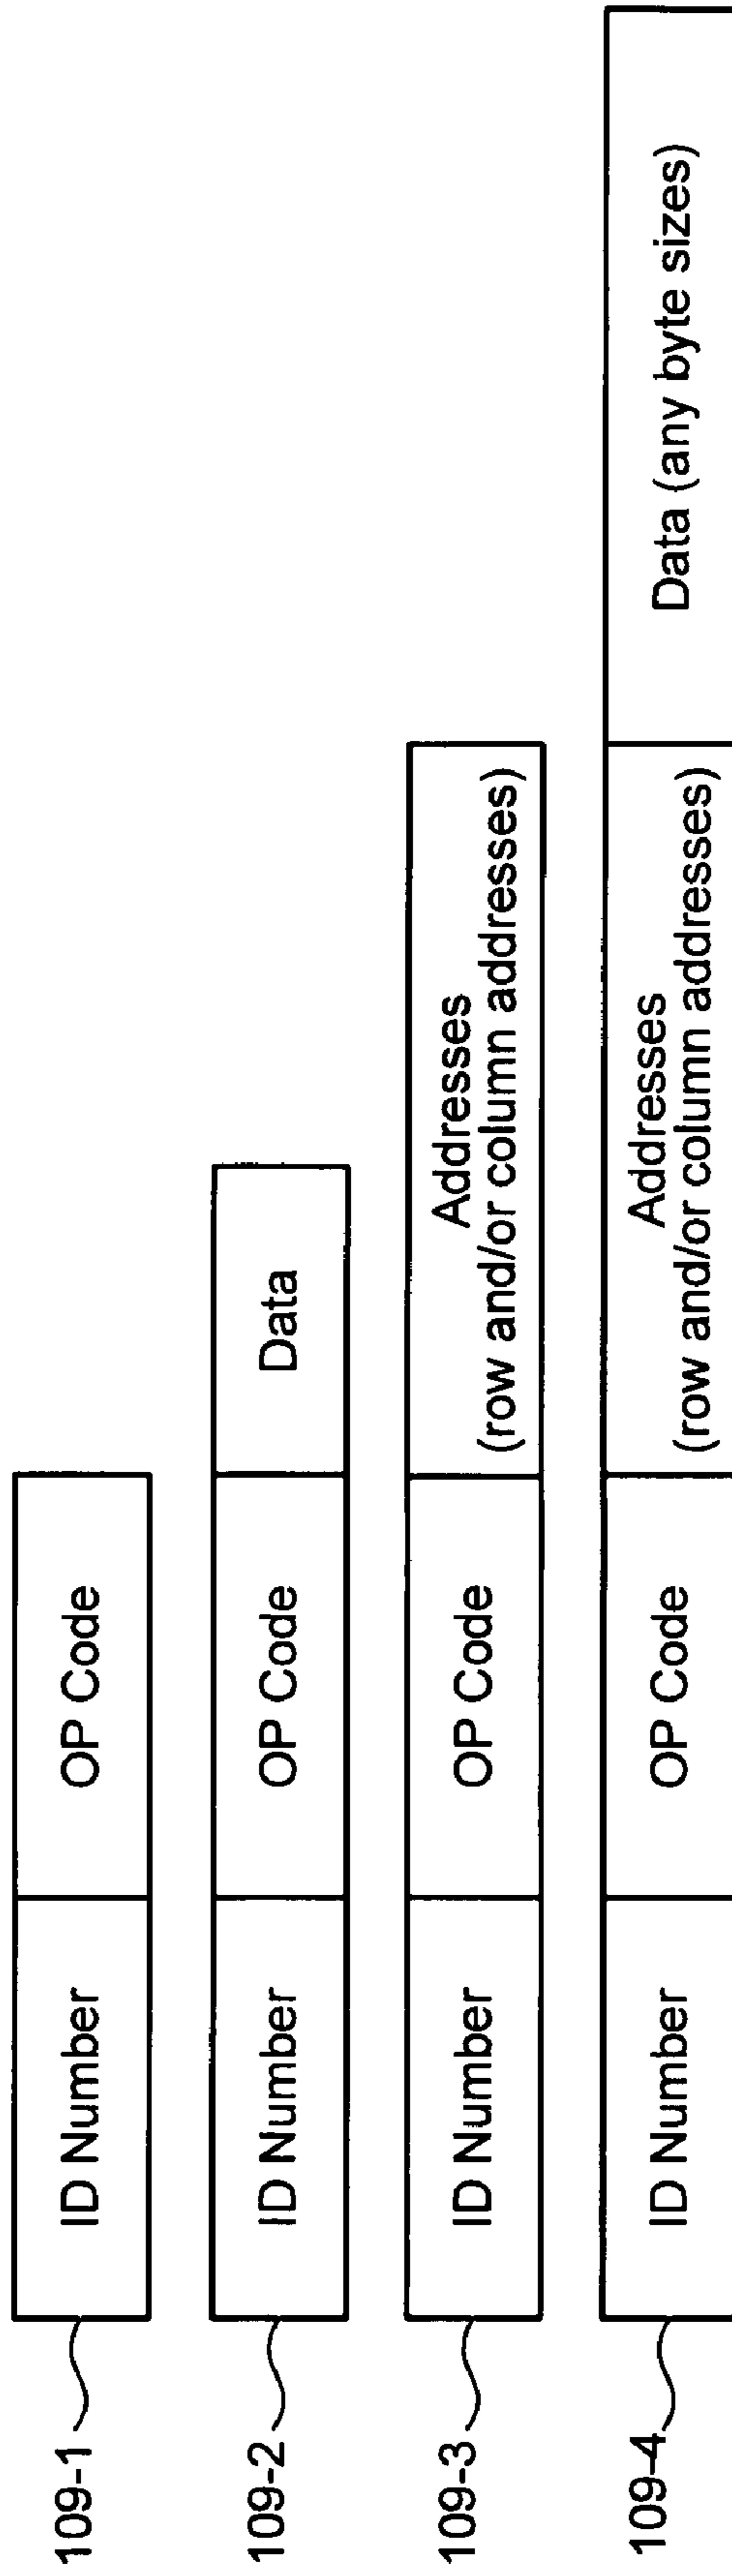 109-1
ID Number
OP Code
109-2
ID Number
OP Code
Data
109-3
ID Number
OP Code
Addresses
(row and/or column addresses)
109-4
ID Number
OP Code
Addresses
(row and/or column addresses)
Data (any byte sizes)